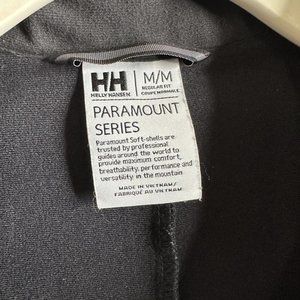 HH
HELLY HANSEN
M/M
REGULAR FIT
COUPE NORMALE
PARAMOUNT
SERIES
Paramount Soft-shells are
trusted by professional
guides around the world to
provide maximum comfort,
breathability, performance and
versatility in the mountain
MADE IN VIETNAM/
FABRIQUÉ AU VIETNAM